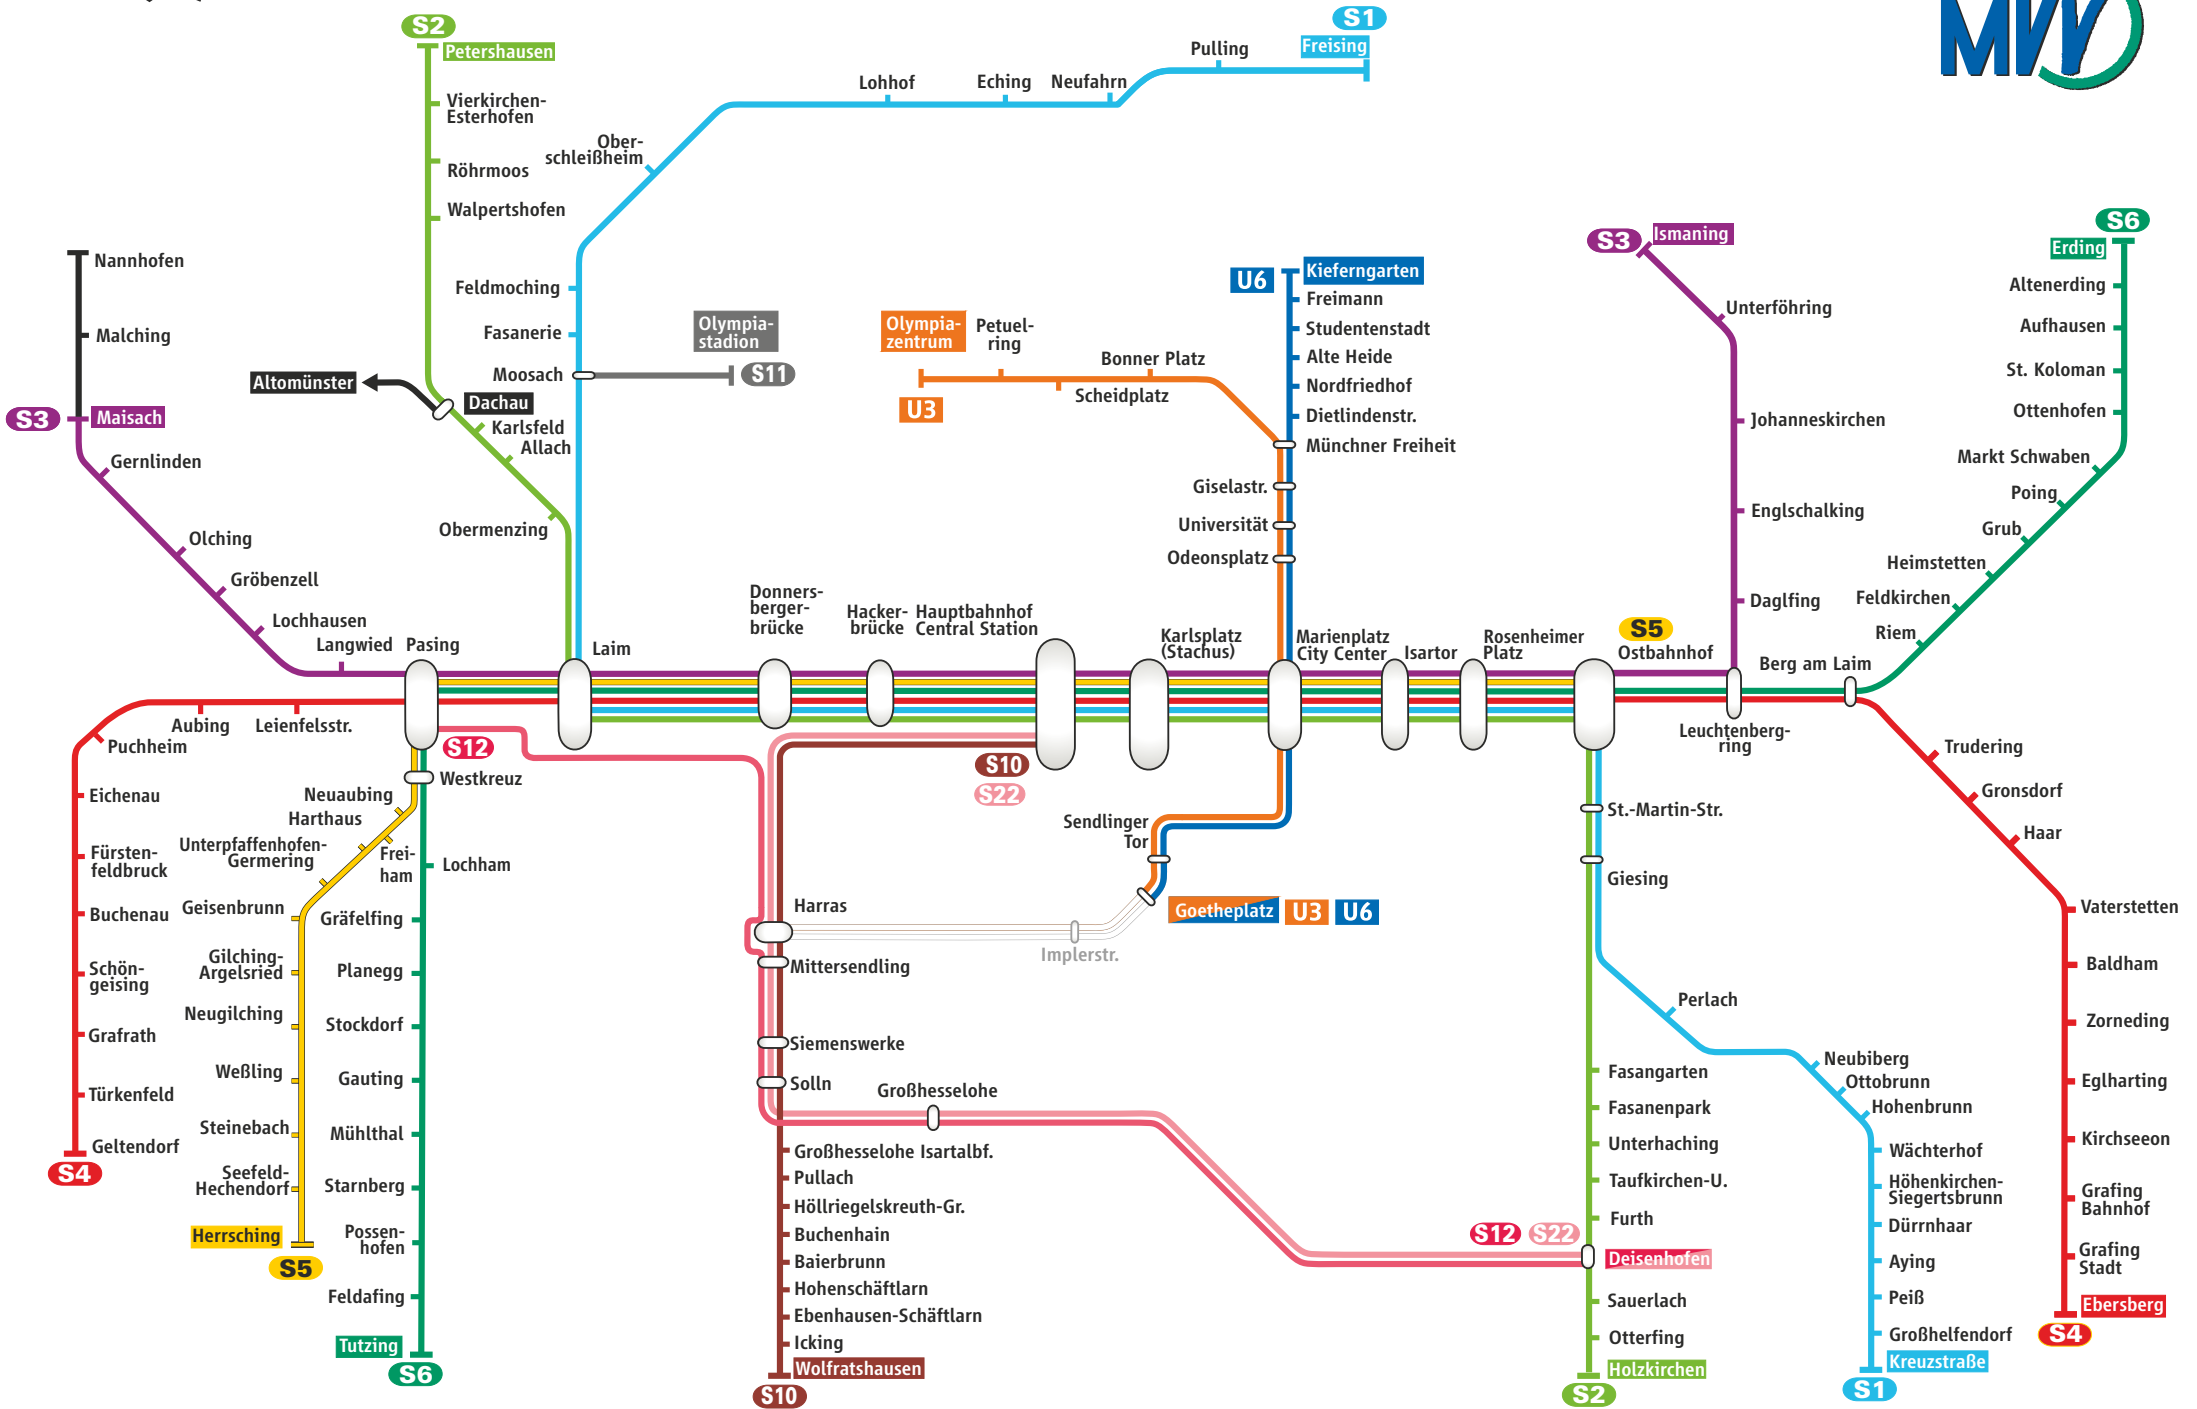 S2
Petershausen
Vierkirchen-
Esterhofen
Röhrmoos
Walpertshofen
S1
Freising
Pulling
Neufahrn
Eching
Lohhof
Ober-
schleißheim
Feldmoching
Fasanerie
Moosach
Olympia-
stadion
S11
MVV
Nannhofen
Malching
S3
Maisach
Gernlinden
Olching
Gröbenzell
Lochhausen
Langwied
Altomünster
Dachau
Karlsfeld
Allach
Obermenzing
Olympia-
zentrum
U3
Petuel-
ring
Scheidplatz
Bonner Platz
U6
Kieferngarten
Freimann
Studentenstadt
Alte Heide
Nordfriedhof
Dietlindenstr.
Münchner Freiheit
Giselastr.
Universität
Odeonsplatz
S3
Ismaning
Unterföhring
Johanneskirchen
Englschalking
Daglfing
S6
Erding
Altenerding
Aufhausen
St. Koloman
Ottenhofen
Markt Schwaben
Poing
Grub
Heimstetten
Feldkirchen
Riem
Pasing
Laim
Donners-
berger-
brücke
Hacker-
brücke
Hauptbahnhof
Central Station
Karlsplatz
(Stachus)
Marienplatz
City Center
Isartor
Rosenheimer
Platz
S5
Ostbahnhof
Leuchtenberg-
ring
Berg am Laim
Leienfelsstr.
Aubing
Puchheim
Eichenau
Fürsten-
feldbruck
Buchenau
Schön-
geising
Grafrath
Türkenfeld
Geltendorf
S4
S12
Westkreuz
Neuaubing
Harthaus
Frei-
ham
Unterpfaffenhofen-
Germering
Geisenbrunn
Gilching-
Argelsried
Neugilching
Weßling
Steinebach
Seefeld-
Hechendorf
Herrsching
S5
Lochham
Gräfelfing
Planegg
Stockdorf
Gauting
Mühlthal
Starnberg
Possen-
hofen
Feldafing
Tutzing
S6
S10
S22
Harras
Mittersendling
Siemenswerke
Solln
Großhesselohe
Großhesselohe Isartalbf.
Pullach
Höllriegelskreuth-Gr.
Buchenhain
Baierbrunn
Hohenschäftlarn
Ebenhausen-Schäftlarn
Icking
Wolfratshausen
S10
Sendlinger
Tor
Goetheplatz
U3
U6
Implerstr.
St.-Martin-Str.
Giesing
Fasangarten
Fasanenpark
Unterhaching
Taufkirchen-U.
Furth
S12
S22
Deisenhofen
Sauerlach
Otterfing
Holzkirchen
S2
Perlach
Neubiberg
Ottobrunn
Hohenbrunn
Wächterhof
Höhenkirchen-
Siegertsbrunn
Dürrnhaar
Aying
Peiß
Großhelfendorf
Kreuzstraße
S1
Trudering
Gronsdorf
Haar
Vaterstetten
Baldham
Zorneding
Eglharting
Kirchseeon
Grafing
Bahnhof
Grafing
Stadt
Ebersberg
S4